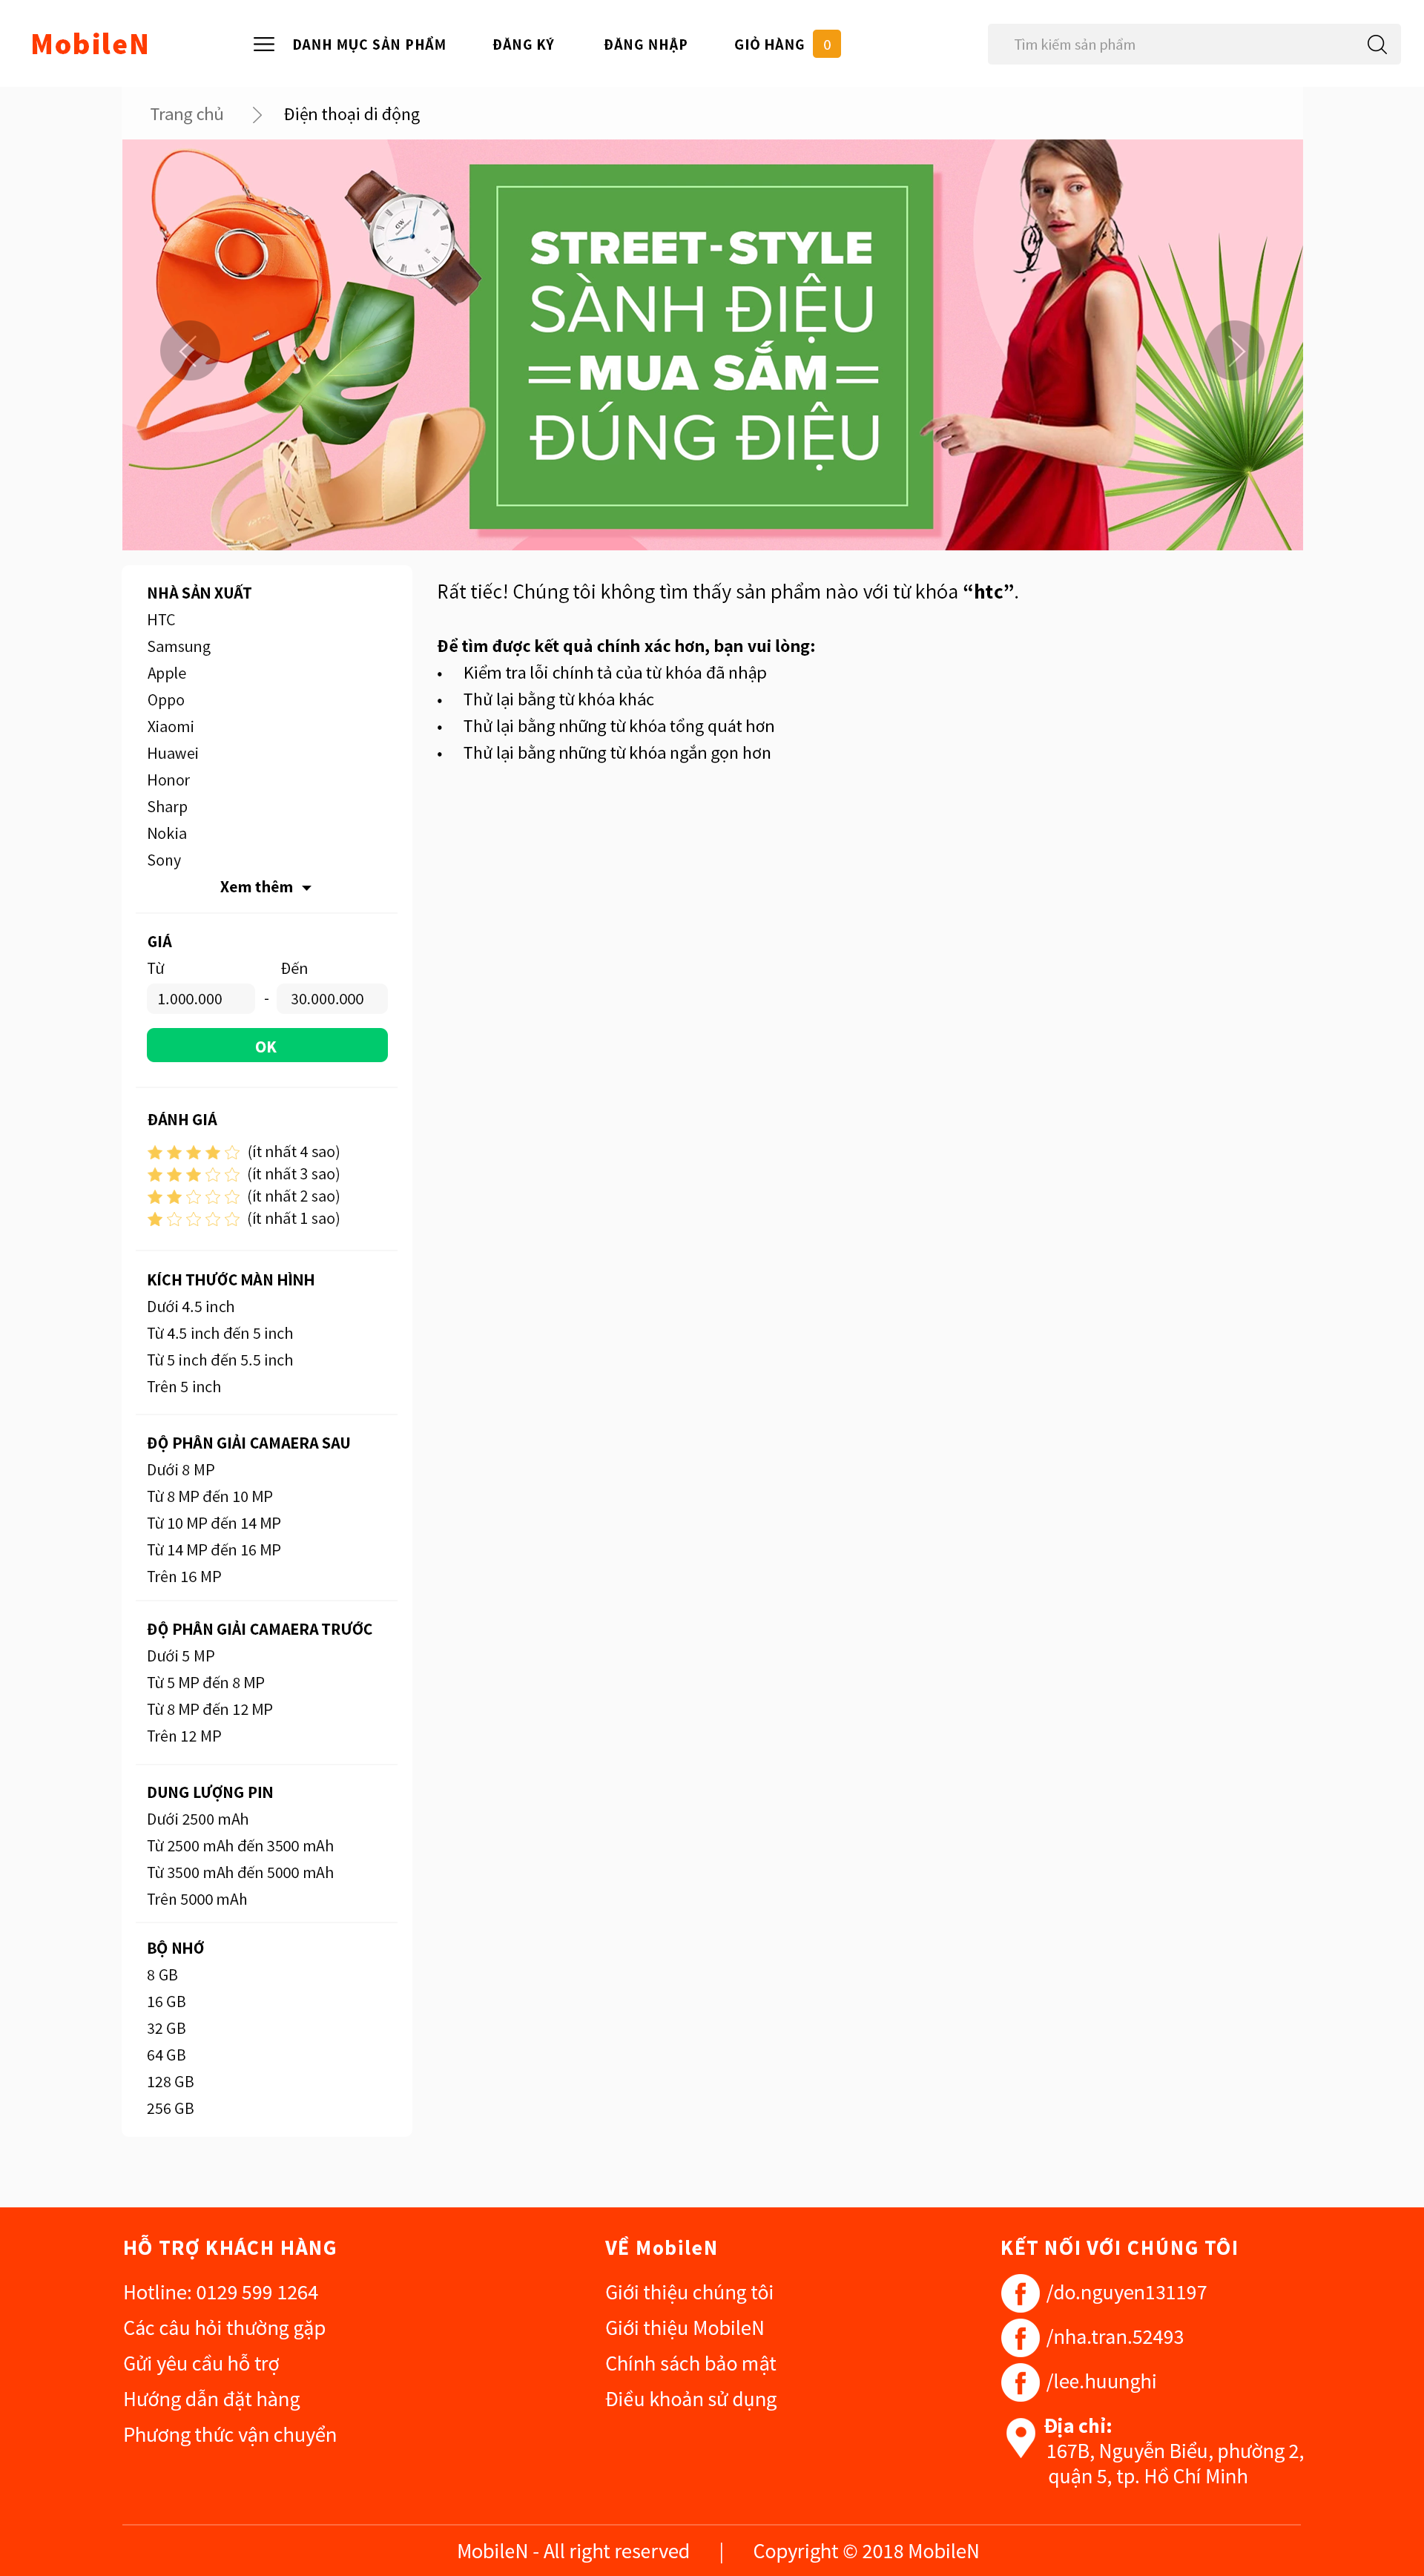 MobileN
DANH MỤC SẢN PHẨM
ĐĂNG KÝ
ĐĂNG NHẬP
GIỎ HÀNG 0
Tìm kiếm sản phẩm
Trang chủ
Điện thoại di động
STREET-STYLE
SÀNH ĐIỆU
MUA SẮM
ĐÚNG ĐIỆU
NHÀ SẢN XUẤT
HTC
Samsung
Apple
Oppo
Xiaomi
Huawei
Honor
Sharp
Nokia
Sony
Xem thêm
GIÁ
Từ Đến
1.000.000 - 30.000.000
OK
ĐÁNH GIÁ
(ít nhất 4 sao)
(ít nhất 3 sao)
(ít nhất 2 sao)
(ít nhất 1 sao)
KÍCH THƯỚC MÀN HÌNH
Dưới 4.5 inch
Từ 4.5 inch đến 5 inch
Từ 5 inch đến 5.5 inch
Trên 5 inch
ĐỘ PHÂN GIẢI CAMAERA SAU
Dưới 8 MP
Từ 8 MP đến 10 MP
Từ 10 MP đến 14 MP
Từ 14 MP đến 16 MP
Trên 16 MP
ĐỘ PHÂN GIẢI CAMAERA TRƯỚC
Dưới 5 MP
Từ 5 MP đến 8 MP
Từ 8 MP đến 12 MP
Trên 12 MP
DUNG LƯỢNG PIN
Dưới 2500 mAh
Từ 2500 mAh đến 3500 mAh
Từ 3500 mAh đến 5000 mAh
Trên 5000 mAh
BỘ NHỚ
8 GB
16 GB
32 GB
64 GB
128 GB
256 GB
Rất tiếc! Chúng tôi không tìm thấy sản phẩm nào với từ khóa “htc”.
Để tìm được kết quả chính xác hơn, bạn vui lòng:
• Kiểm tra lỗi chính tả của từ khóa đã nhập
• Thử lại bằng từ khóa khác
• Thử lại bằng những từ khóa tổng quát hơn
• Thử lại bằng những từ khóa ngắn gọn hơn
HỖ TRỢ KHÁCH HÀNG
Hotline: 0129 599 1264
Các câu hỏi thường gặp
Gửi yêu cầu hỗ trợ
Hướng dẫn đặt hàng
Phương thức vận chuyển
VỀ MobileN
Giới thiệu chúng tôi
Giới thiệu MobileN
Chính sách bảo mật
Điều khoản sử dụng
KẾT NỐI VỚI CHÚNG TÔI
/do.nguyen131197
/nha.tran.52493
/lee.huunghi
Địa chỉ:
167B, Nguyễn Biểu, phường 2,
quận 5, tp. Hồ Chí Minh
MobileN - All right reserved | Copyright © 2018 MobileN